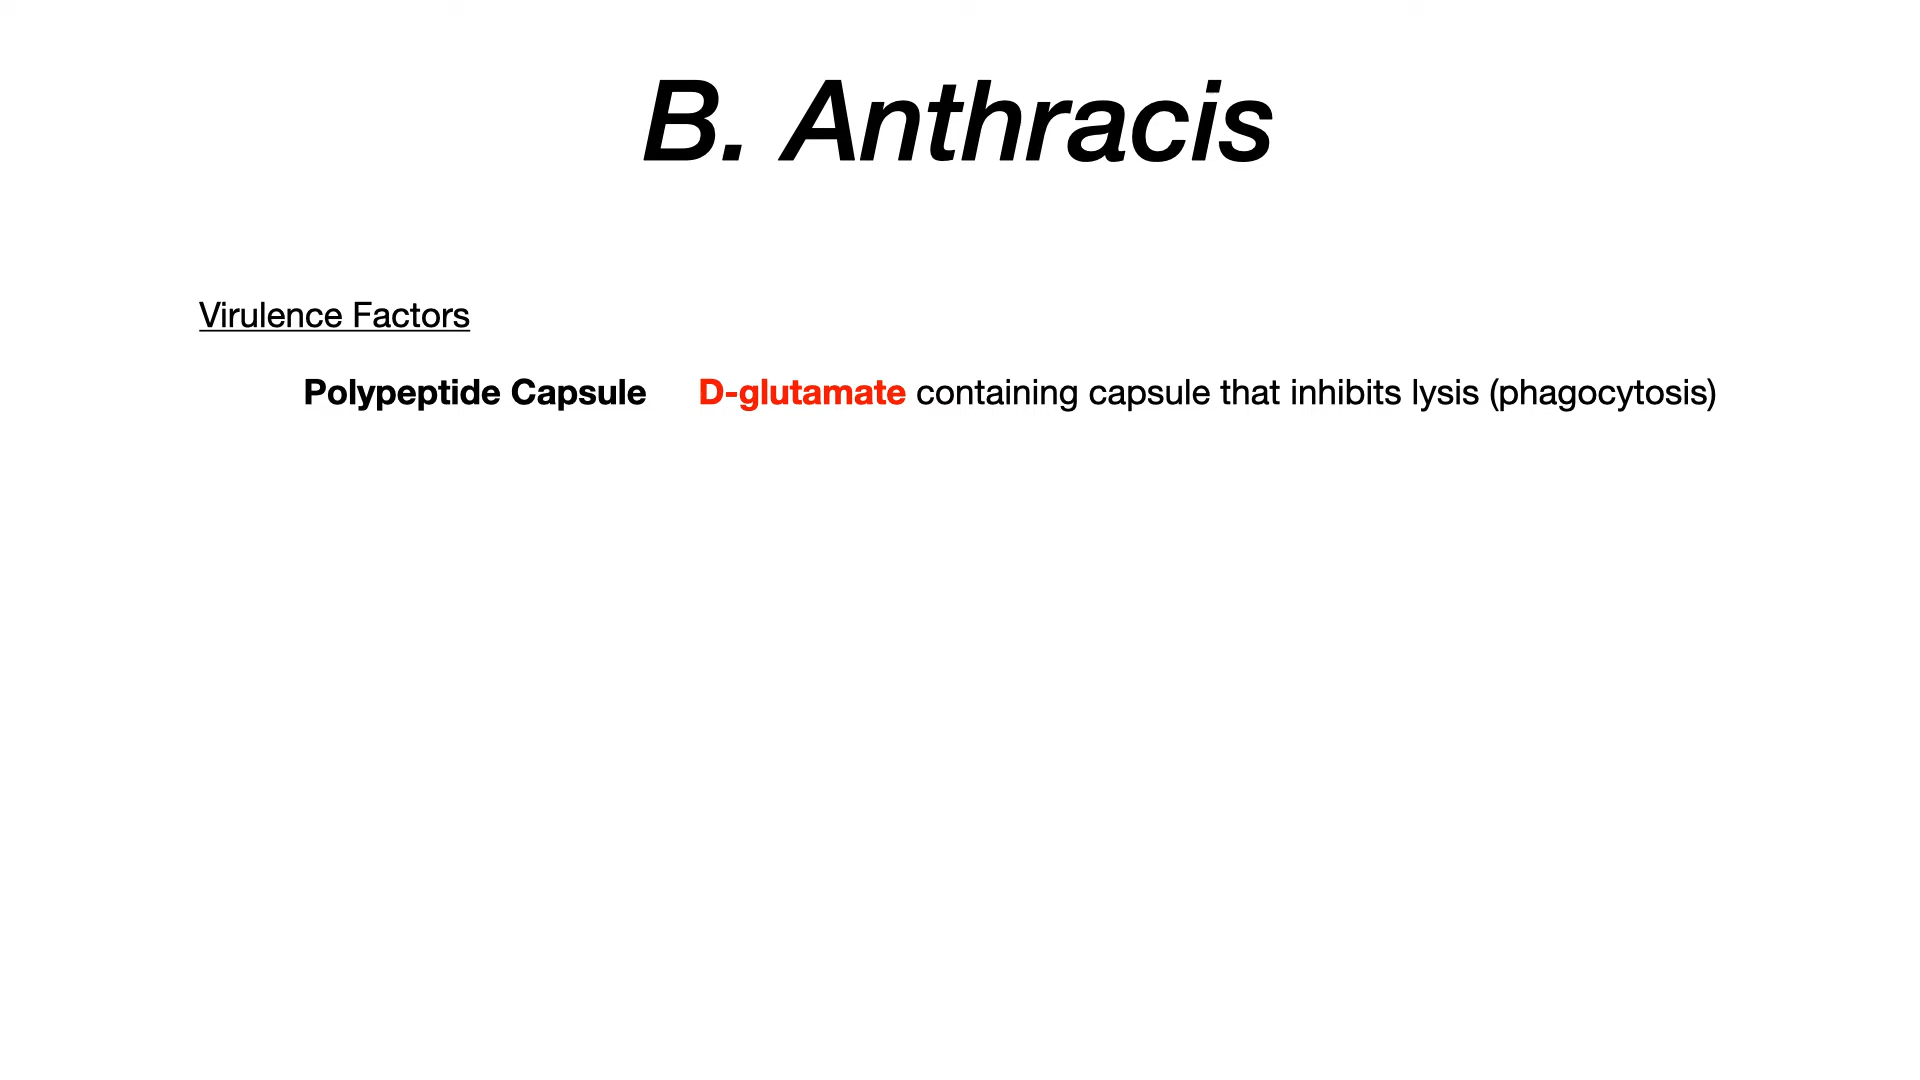 B. Anthracis
Virulence Factors
Polypeptide Capsule D-glutamate containing capsule that inhibits lysis (phagocytosis)